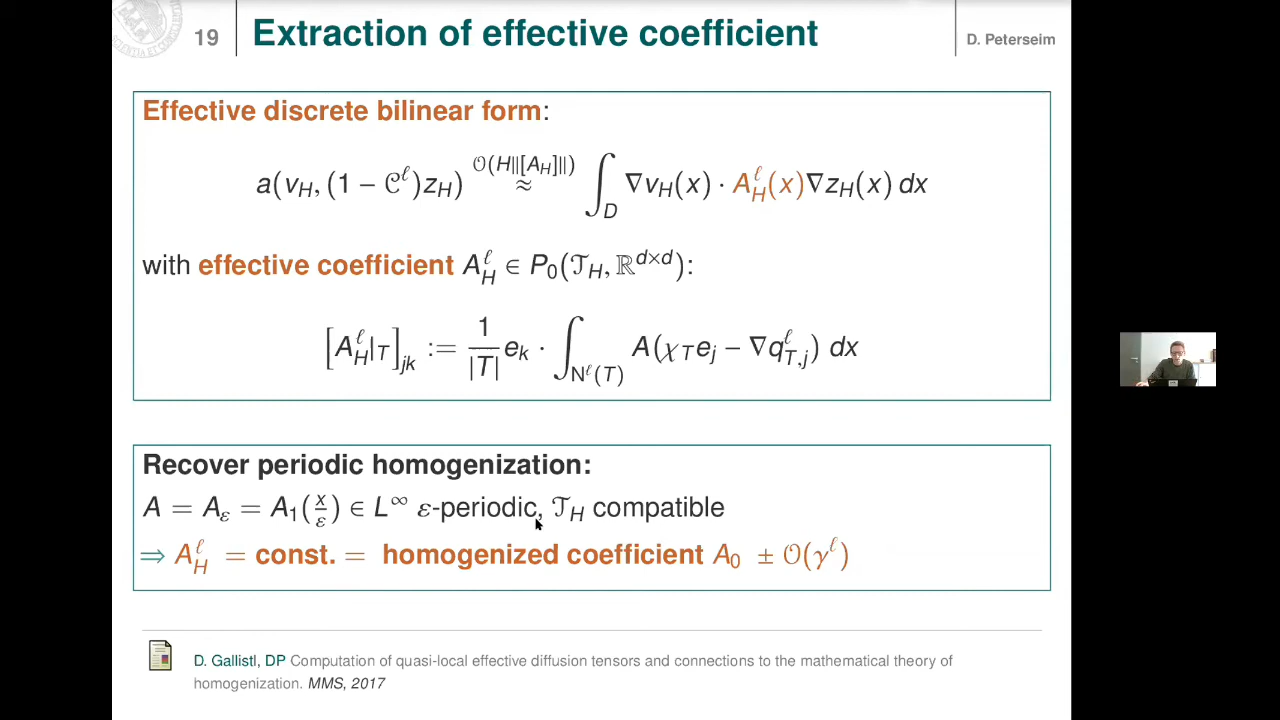 19
Extraction of effective coefficient
D. Peterseim
Effective discrete bilinear form:
a(v_H, (1 − 𝒞^ℓ)z_H) ≈^{𝒪(H‖[A_H]‖)} ∫_D ∇v_H(x) · A_H^ℓ(x)∇z_H(x) dx
with effective coefficient A_H^ℓ ∈ P_0(𝒯_H, ℝ^{d×d}):
[A_H^ℓ|_T]_{jk} := 1/|T| e_k · ∫_{N^ℓ(T)} A(χ_T e_j − ∇q_{T,j}^ℓ) dx
Recover periodic homogenization:
A = A_ε = A_1(x/ε) ∈ L^∞ ε-periodic, 𝒯_H compatible
⇒ A_H^ℓ = const. = homogenized coefficient A_0 ± 𝒪(γ^ℓ)
D. Gallistl, DP Computation of quasi-local effective diffusion tensors and connections to the mathematical theory of
homogenization. MMS, 2017